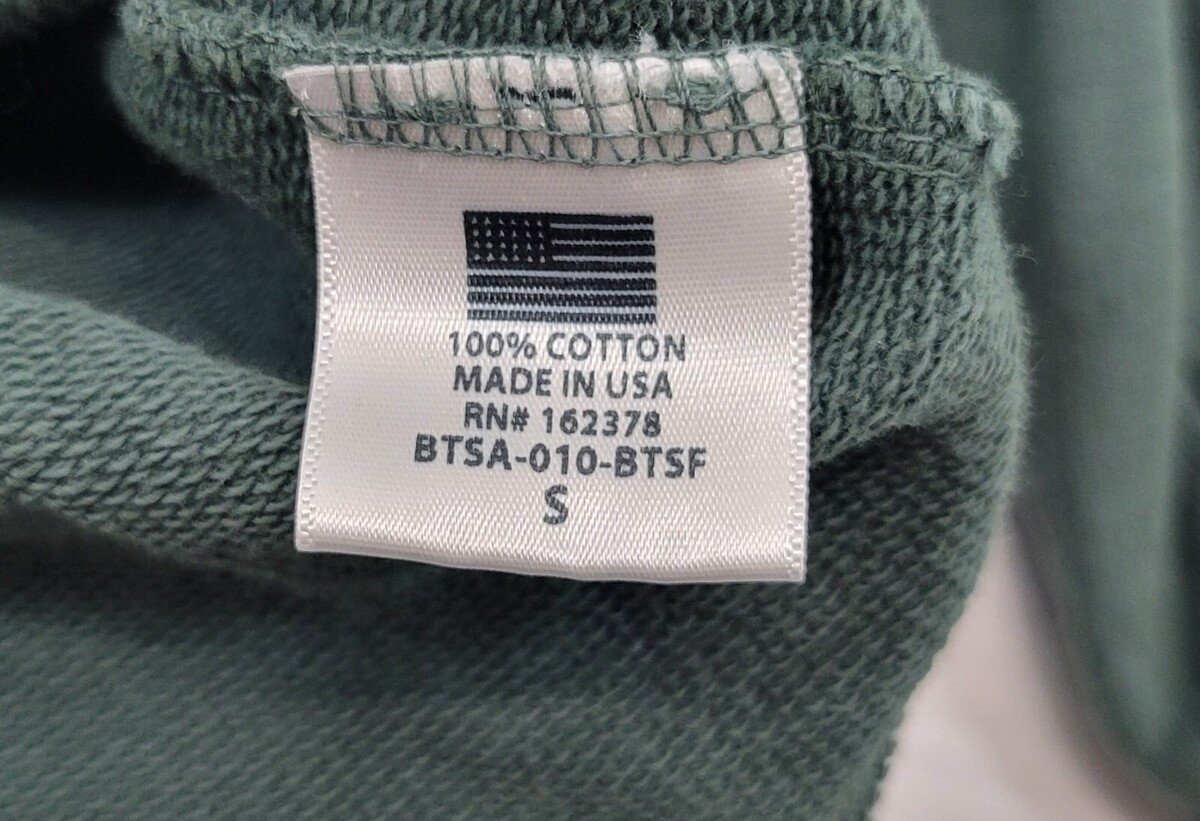 100% COTTON
MADE IN USA
RN# 162378
BTSA-010-BTSF
S